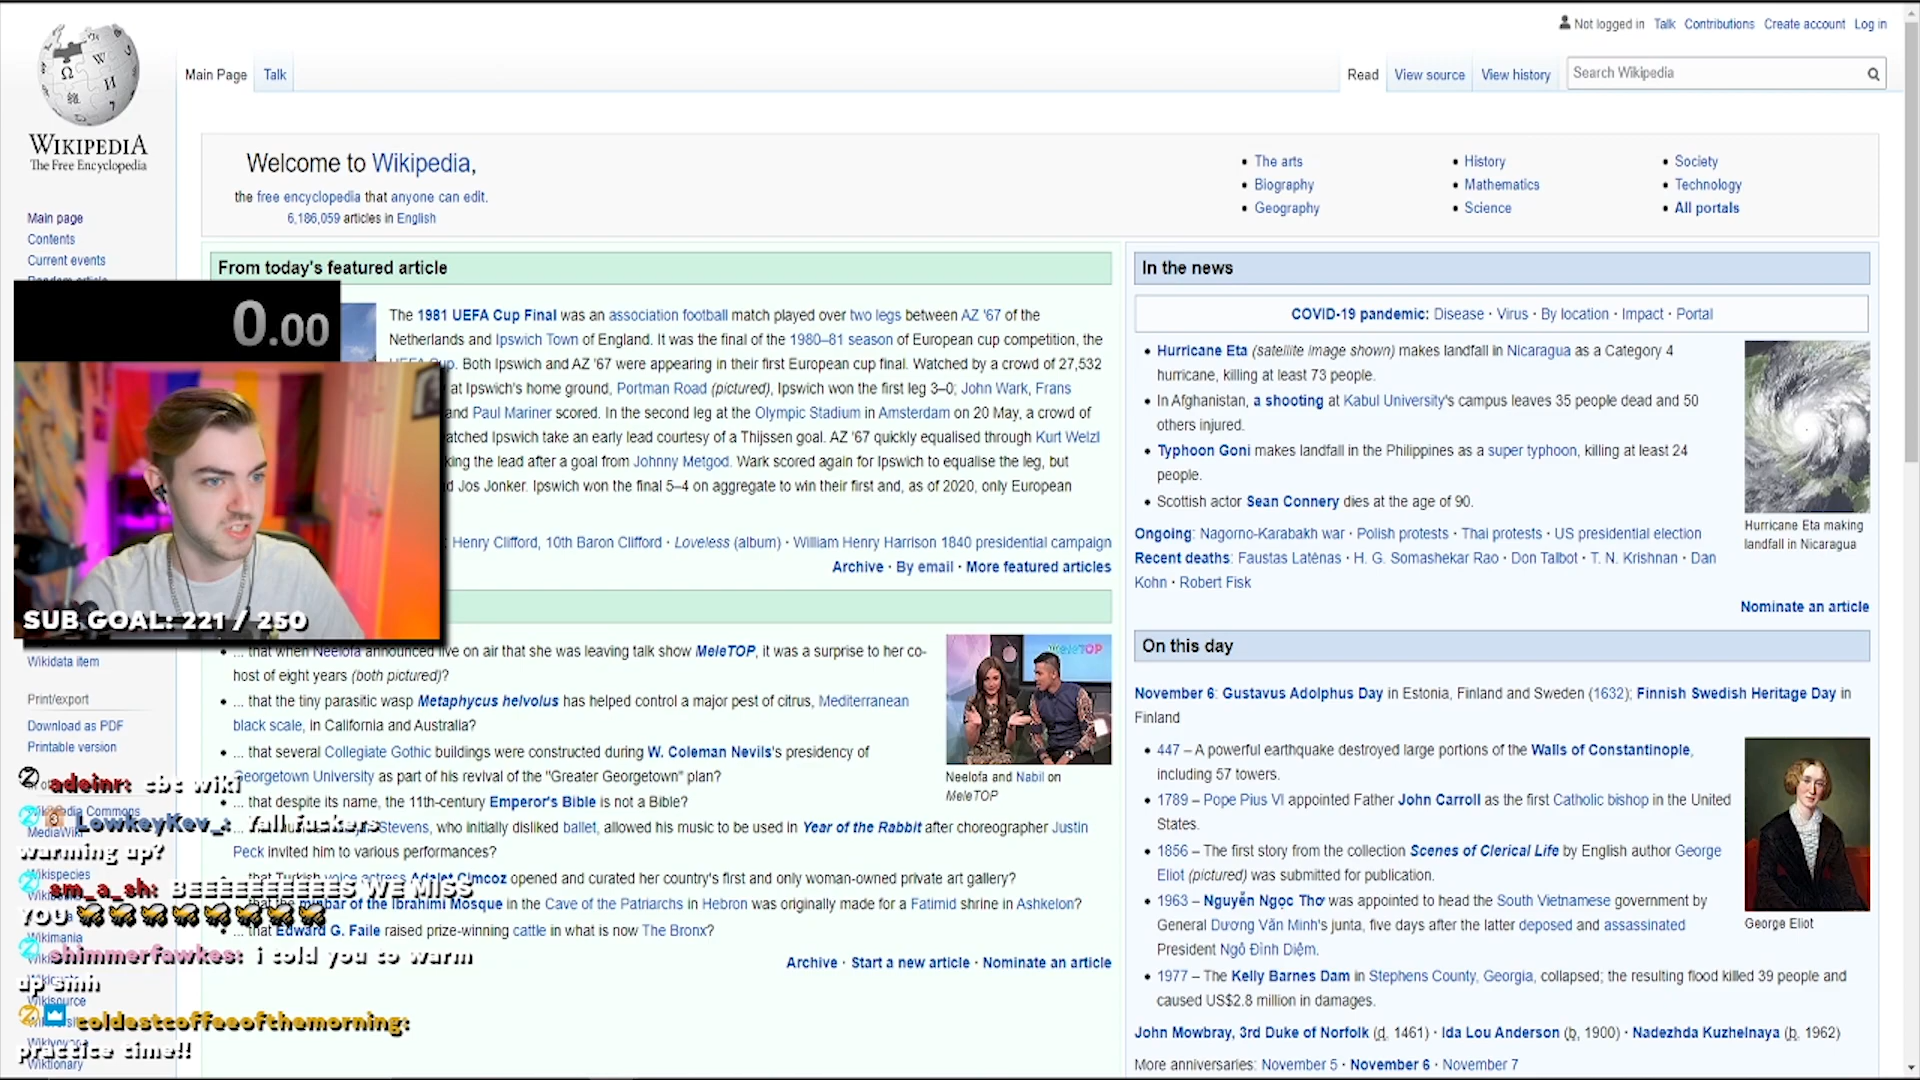 Not logged in Talk Contributions Create account Log in
Main Page Talk
Read View source View history Search Wikipedia
WIKIPEDIA
The Free Encyclopedia
Main page
Contents
Current events
Random article
Welcome to Wikipedia,
the free encyclopedia that anyone can edit.
6,186,059 articles in English
The arts
Biography
Geography
History
Mathematics
Science
Society
Technology
All portals
From today's featured article
0.00
The 1981 UEFA Cup Final was an association football match played over two legs between AZ '67 of the
Netherlands and Ipswich Town of England. It was the final of the 1980–81 season of European cup competition, the
UEFA Cup. Both Ipswich and AZ '67 were appearing in their first European cup final. Watched by a crowd of 27,532
at Ipswich's home ground, Portman Road (pictured), Ipswich won the first leg 3–0; John Wark, Frans
and Paul Mariner scored. In the second leg at the Olympic Stadium in Amsterdam on 20 May, a crowd of
Ipswich take an early lead courtesy of a Thijssen goal. AZ '67 quickly equalised through Kurt Welzl
the lead after a goal from Johnny Metgod. Wark scored again for Ipswich to equalise the leg, but
Jos Jonker. Ipswich won the final 5–4 on aggregate to win their first and, as of 2020, only European
Henry Clifford, 10th Baron Clifford · Loveless (album) · William Henry Harrison 1840 presidential campaign
Archive · By email · More featured articles
SUB GOAL: 221 / 250
... that when Neelofa announced live on air that she was leaving talk show MeleTOP, it was a surprise to her co-
host of eight years (both pictured)?
... that the tiny parasitic wasp Metaphycus helvolus has helped control a major pest of citrus, Mediterranean
black scale, in California and Australia?
... that several Collegiate Gothic buildings were constructed during W. Coleman Nevils's presidency of
Georgetown University as part of his revival of the "Greater Georgetown" plan?
... that despite its name, the 11th-century Emperor's Bible is not a Bible?
Stevens, who initially disliked ballet, allowed his music to be used in Year of the Rabbit after choreographer Justin
Peck invited him to various performances?
... that Turkish voice actress Adalet Cimcoz opened and curated her country's first and only woman-owned private art gallery?
that the minbar of the Ibrahimi Mosque in the Cave of the Patriarchs in Hebron was originally made for a Fatimid shrine in Ashkelon?
... that Edward G. Faile raised prize-winning cattle in what is now The Bronx?
MeleTOP
Neelofa and Nabil on
MeleTOP
Archive · Start a new article · Nominate an article
In the news
COVID-19 pandemic: Disease · Virus · By location · Impact · Portal
Hurricane Eta (satellite image shown) makes landfall in Nicaragua as a Category 4
hurricane, killing at least 73 people.
In Afghanistan, a shooting at Kabul University's campus leaves 35 people dead and 50
others injured.
Typhoon Goni makes landfall in the Philippines as a super typhoon, killing at least 24
people.
Scottish actor Sean Connery dies at the age of 90.
Hurricane Eta making
landfall in Nicaragua
Ongoing: Nagorno-Karabakh war · Polish protests · Thai protests · US presidential election
Recent deaths: Faustas Latėnas · H. G. Somashekar Rao · Don Talbot · T. N. Krishnan · Dan
Kohn · Robert Fisk
Nominate an article
On this day
November 6: Gustavus Adolphus Day in Estonia, Finland and Sweden (1632); Finnish Swedish Heritage Day in
Finland
447 – A powerful earthquake destroyed large portions of the Walls of Constantinople,
including 57 towers.
1789 – Pope Pius VI appointed Father John Carroll as the first Catholic bishop in the United
States.
1856 – The first story from the collection Scenes of Clerical Life by English author George
Eliot (pictured) was submitted for publication.
1963 – Nguyễn Ngọc Thơ was appointed to head the South Vietnamese government by
General Dương Văn Minh's junta, five days after the latter deposed and assassinated
President Ngô Đình Diệm.
1977 – The Kelly Barnes Dam in Stephens County, Georgia, collapsed; the resulting flood killed 39 people and
caused US$2.8 million in damages.
George Eliot
John Mowbray, 3rd Duke of Norfolk (d. 1461) · Ida Lou Anderson (b. 1900) · Nadezhda Kuzhelnaya (b. 1962)
More anniversaries: November 5 · November 6 · November 7
Wikidata item
Print/export
Download as PDF
Printable version
adeinr: cbc wiki
Wikipedia Commons
LowkeyKev_: Yall fuckers
MediaWiki
warming up?
Wikispecies
sm_a_sh: BEEEEEEEEEES WE MISS
YOU
Wikimania
shimmerfawkes: i told you to warm
up smh
Wikisource
coldestcoffeeofthemorning:
practice time!!
Wiktionary